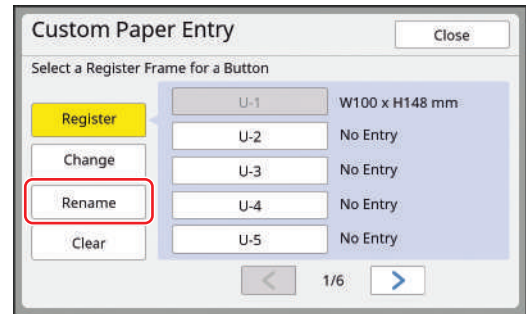 Custom Paper Entry
Close
Select a Register Frame for a Button
Register
U-1 W100 x H148 mm
U-2 No Entry
Change
U-3 No Entry
Rename
U-4 No Entry
Clear
U-5 No Entry
< 1/6 >